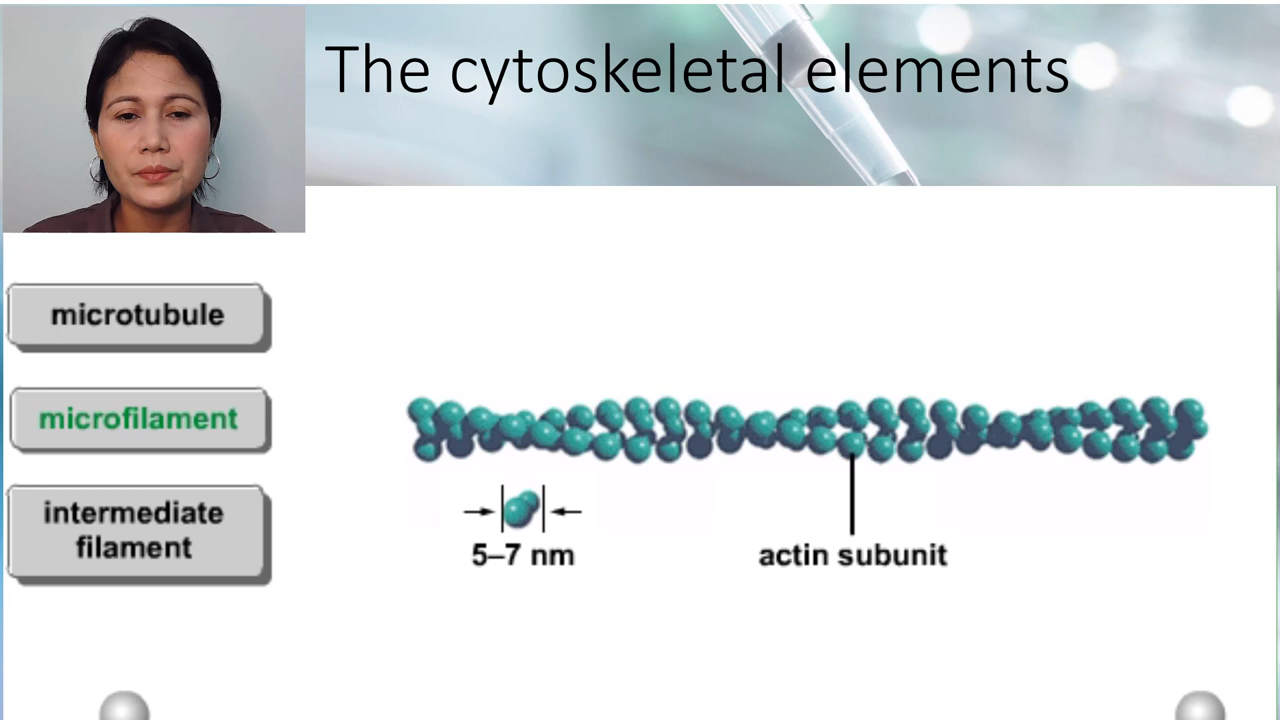 The cytoskeletal elements
microtubule
microfilament
intermediate
filament
5–7 nm
actin subunit